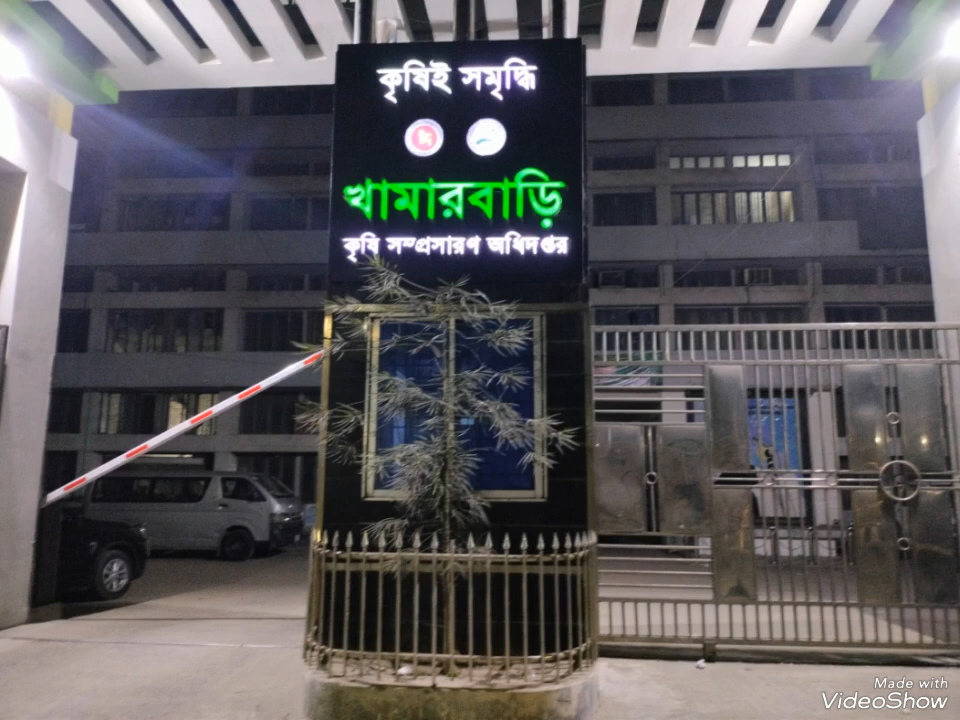 কৃষিই সমৃদ্ধি
খামারবাড়ি
কৃষি সম্প্রসারণ অধিদপ্তর
Made with
VideoShow